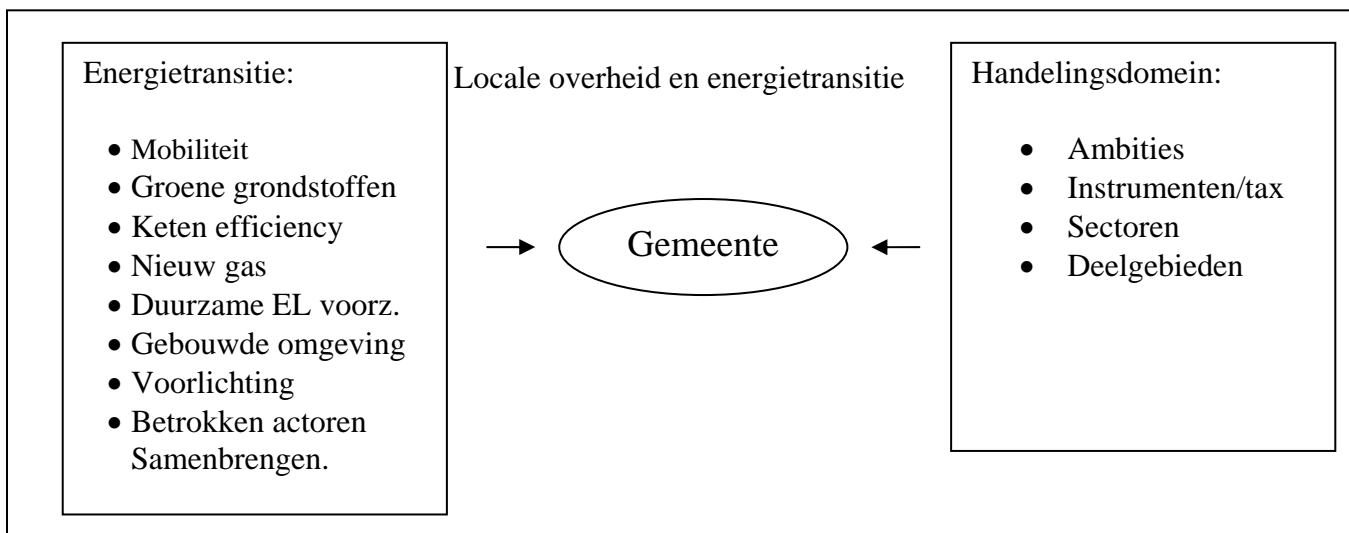 Energietransitie:
• Mobiliteit
• Groene grondstoffen
• Keten efficiency
• Nieuw gas
• Duurzame EL voorz.
• Gebouwde omgeving
• Voorlichting
• Betrokken actoren
Samenbrengen.
Locale overheid en energietransitie
Gemeente
Handelingsdomein:
• Ambities
• Instrumenten/tax
• Sectoren
• Deelgebieden